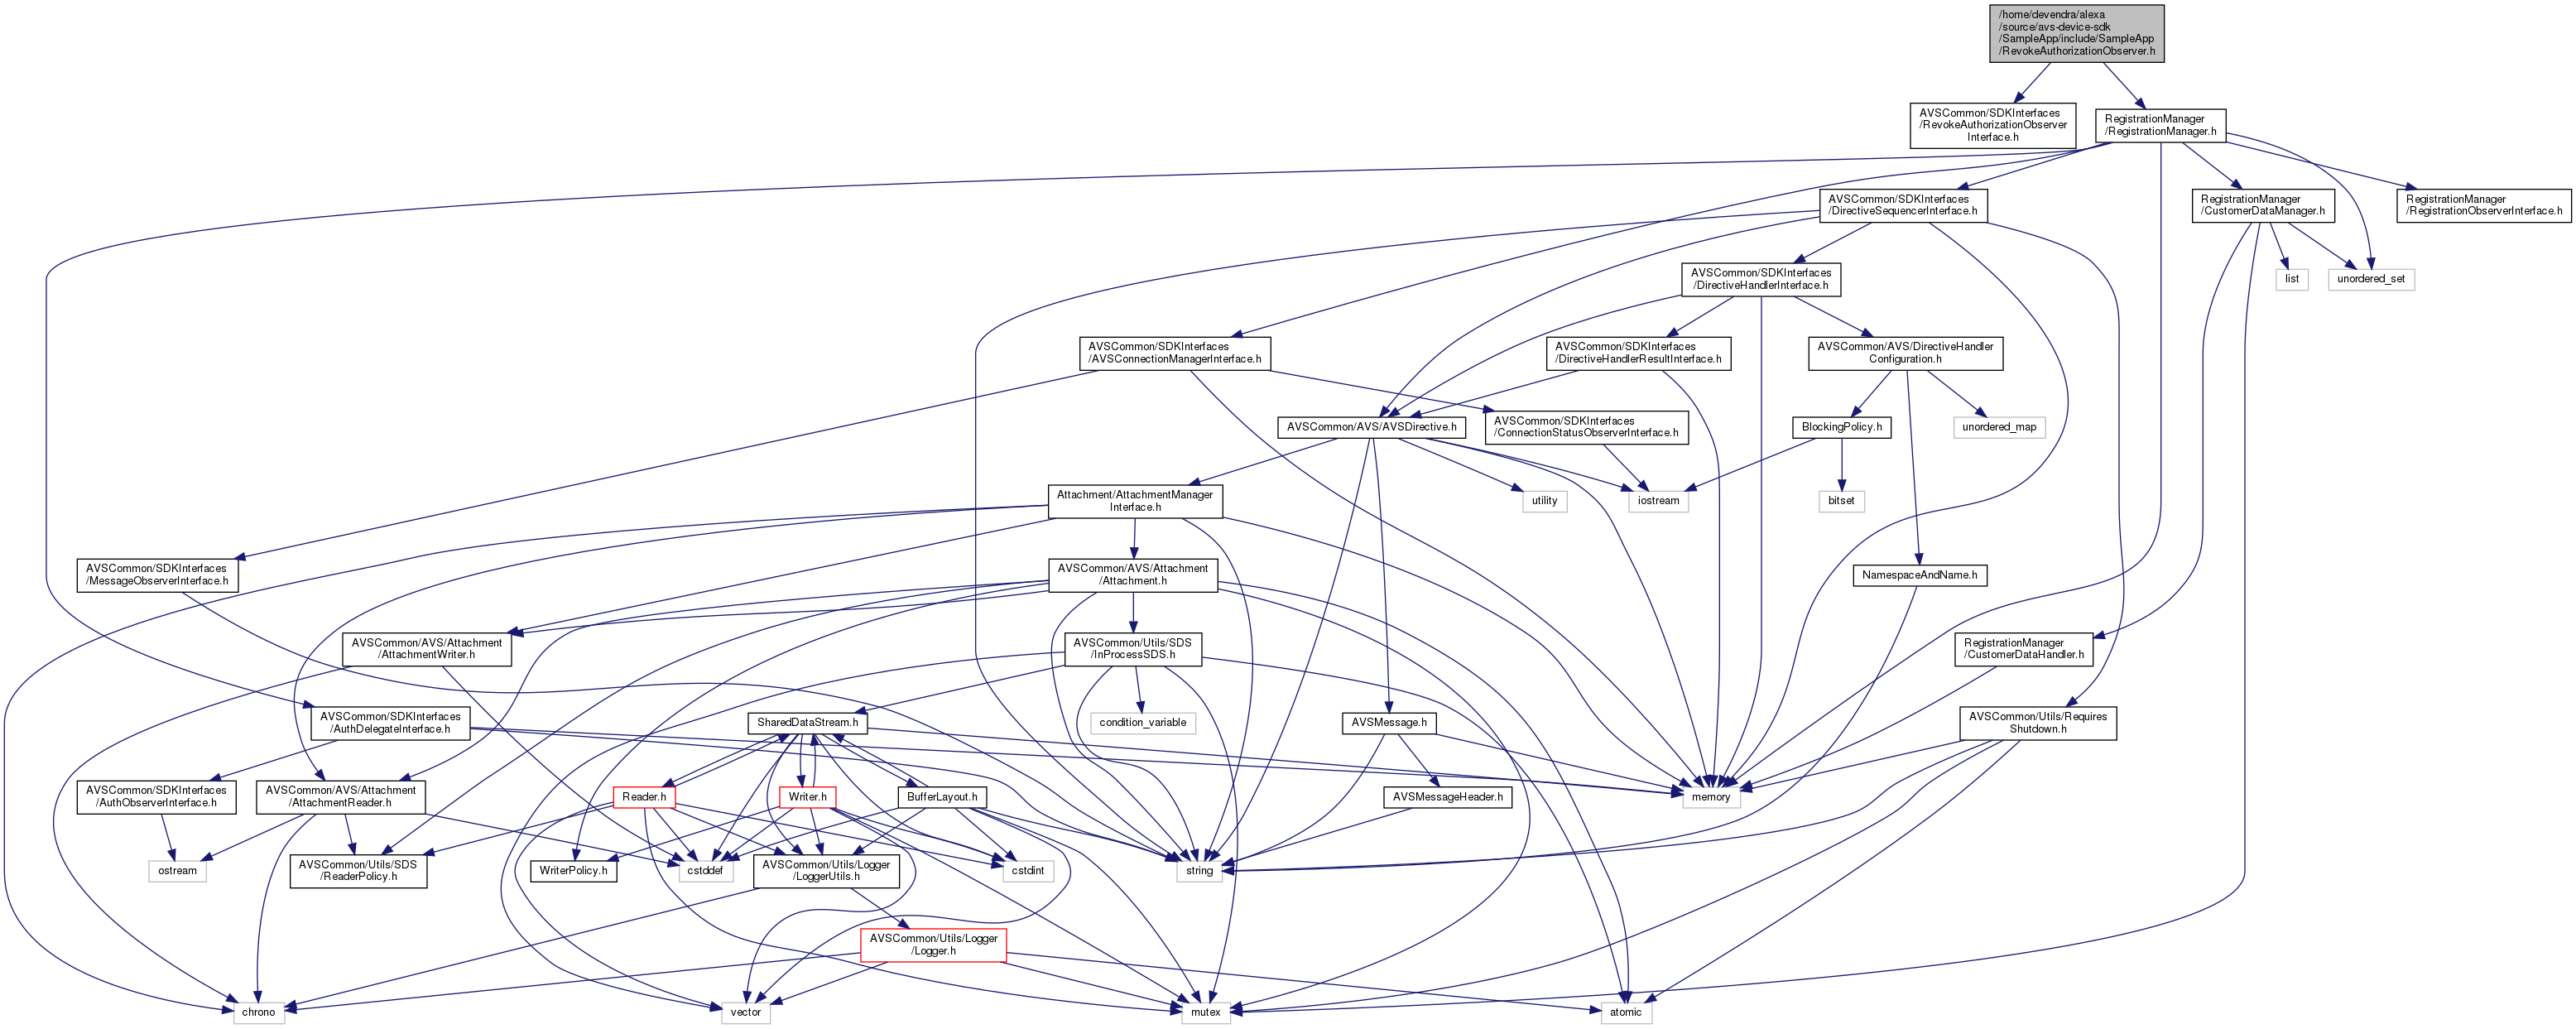 /home/devendra/alexa
/source/avs-device-sdk
/SampleApp/include/SampleApp
/RevokeAuthorizationObserver.h
AVSCommon/SDKInterfaces
/RevokeAuthorizationObserver
Interface.h
RegistrationManager
/RegistrationManager.h
AVSCommon/SDKInterfaces
/DirectiveSequencerInterface.h
RegistrationManager
/CustomerDataManager.h
RegistrationManager
/RegistrationObserverInterface.h
AVSCommon/SDKInterfaces
/DirectiveHandlerInterface.h
list
unordered_set
AVSCommon/SDKInterfaces
/AVSConnectionManagerInterface.h
AVSCommon/SDKInterfaces
/DirectiveHandlerResultInterface.h
AVSCommon/AVS/DirectiveHandler
Configuration.h
AVSCommon/AVS/AVSDirective.h
AVSCommon/SDKInterfaces
/ConnectionStatusObserverInterface.h
BlockingPolicy.h
unordered_map
Attachment/AttachmentManager
Interface.h
utility
iostream
bitset
AVSCommon/SDKInterfaces
/MessageObserverInterface.h
AVSCommon/AVS/Attachment
/Attachment.h
NamespaceAndName.h
AVSCommon/AVS/Attachment
/AttachmentWriter.h
AVSCommon/Utils/SDS
/InProcessSDS.h
RegistrationManager
/CustomerDataHandler.h
AVSCommon/SDKInterfaces
/AuthDelegateInterface.h
SharedDataStream.h
condition_variable
AVSMessage.h
AVSCommon/Utils/Requires
Shutdown.h
AVSCommon/SDKInterfaces
/AuthObserverInterface.h
AVSCommon/AVS/Attachment
/AttachmentReader.h
Reader.h
Writer.h
BufferLayout.h
AVSMessageHeader.h
memory
ostream
AVSCommon/Utils/SDS
/ReaderPolicy.h
WriterPolicy.h
cstddef
AVSCommon/Utils/Logger
/LoggerUtils.h
cstdint
string
AVSCommon/Utils/Logger
/Logger.h
chrono
vector
mutex
atomic